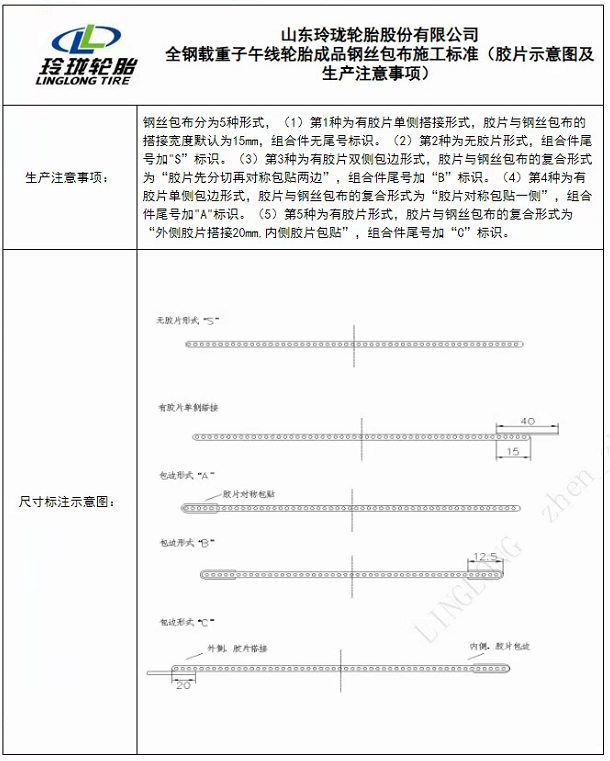 山东玲珑轮胎股份有限公司
全钢载重子午线轮胎成品钢丝包布施工标准（胶片示意图及
生产注意事项）
玲珑轮胎
LINGLONG TIRE
生产注意事项：
钢丝包布分为5种形式，（1）第1种为有胶片单侧搭接形式，胶片与钢丝包布的
搭接宽度默认为15mm，组合件无尾号标识。（2）第2种为无胶片形式，组合件尾
号加"S”标识。（3）第3种为有胶片双侧包边形式，胶片与钢丝包布的复合形式
为“胶片先分切再对称包贴两边”，组合件尾号加“B”标识。（4）第4种为有
胶片单侧包边形式，胶片与钢丝包布的复合形式为“胶片对称包贴一侧”，组合
件尾号加"A"标识。（5）第5种为有胶片形式，胶片与钢丝包布的复合形式为
“外侧胶片搭接20mm.内侧胶片包贴”，组合件尾号加“C”标识。
尺寸标注示意图：
无胶片形式“S”
有胶片单侧搭接
40
15
包边形式“A”
胶片对称包贴
包边形式“B”
12.5
包边形式“C”
外侧．胶片搭接
内侧．胶片包边
20
LINGLONG zhen_